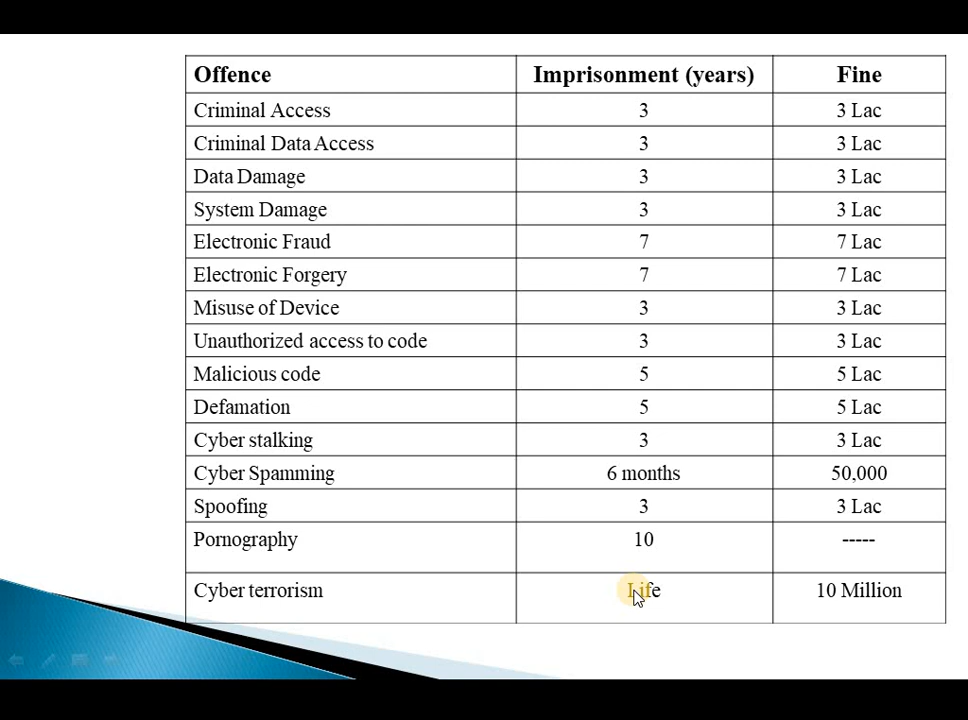 Offence Imprisonment (years) Fine
Criminal Access 3 3 Lac
Criminal Data Access 3 3 Lac
Data Damage 3 3 Lac
System Damage 3 3 Lac
Electronic Fraud 7 7 Lac
Electronic Forgery 7 7 Lac
Misuse of Device 3 3 Lac
Unauthorized access to code 3 3 Lac
Malicious code 5 5 Lac
Defamation 5 5 Lac
Cyber stalking 3 3 Lac
Cyber Spamming 6 months 50,000
Spoofing 3 3 Lac
Pornography 10 -----
Cyber terrorism Life 10 Million